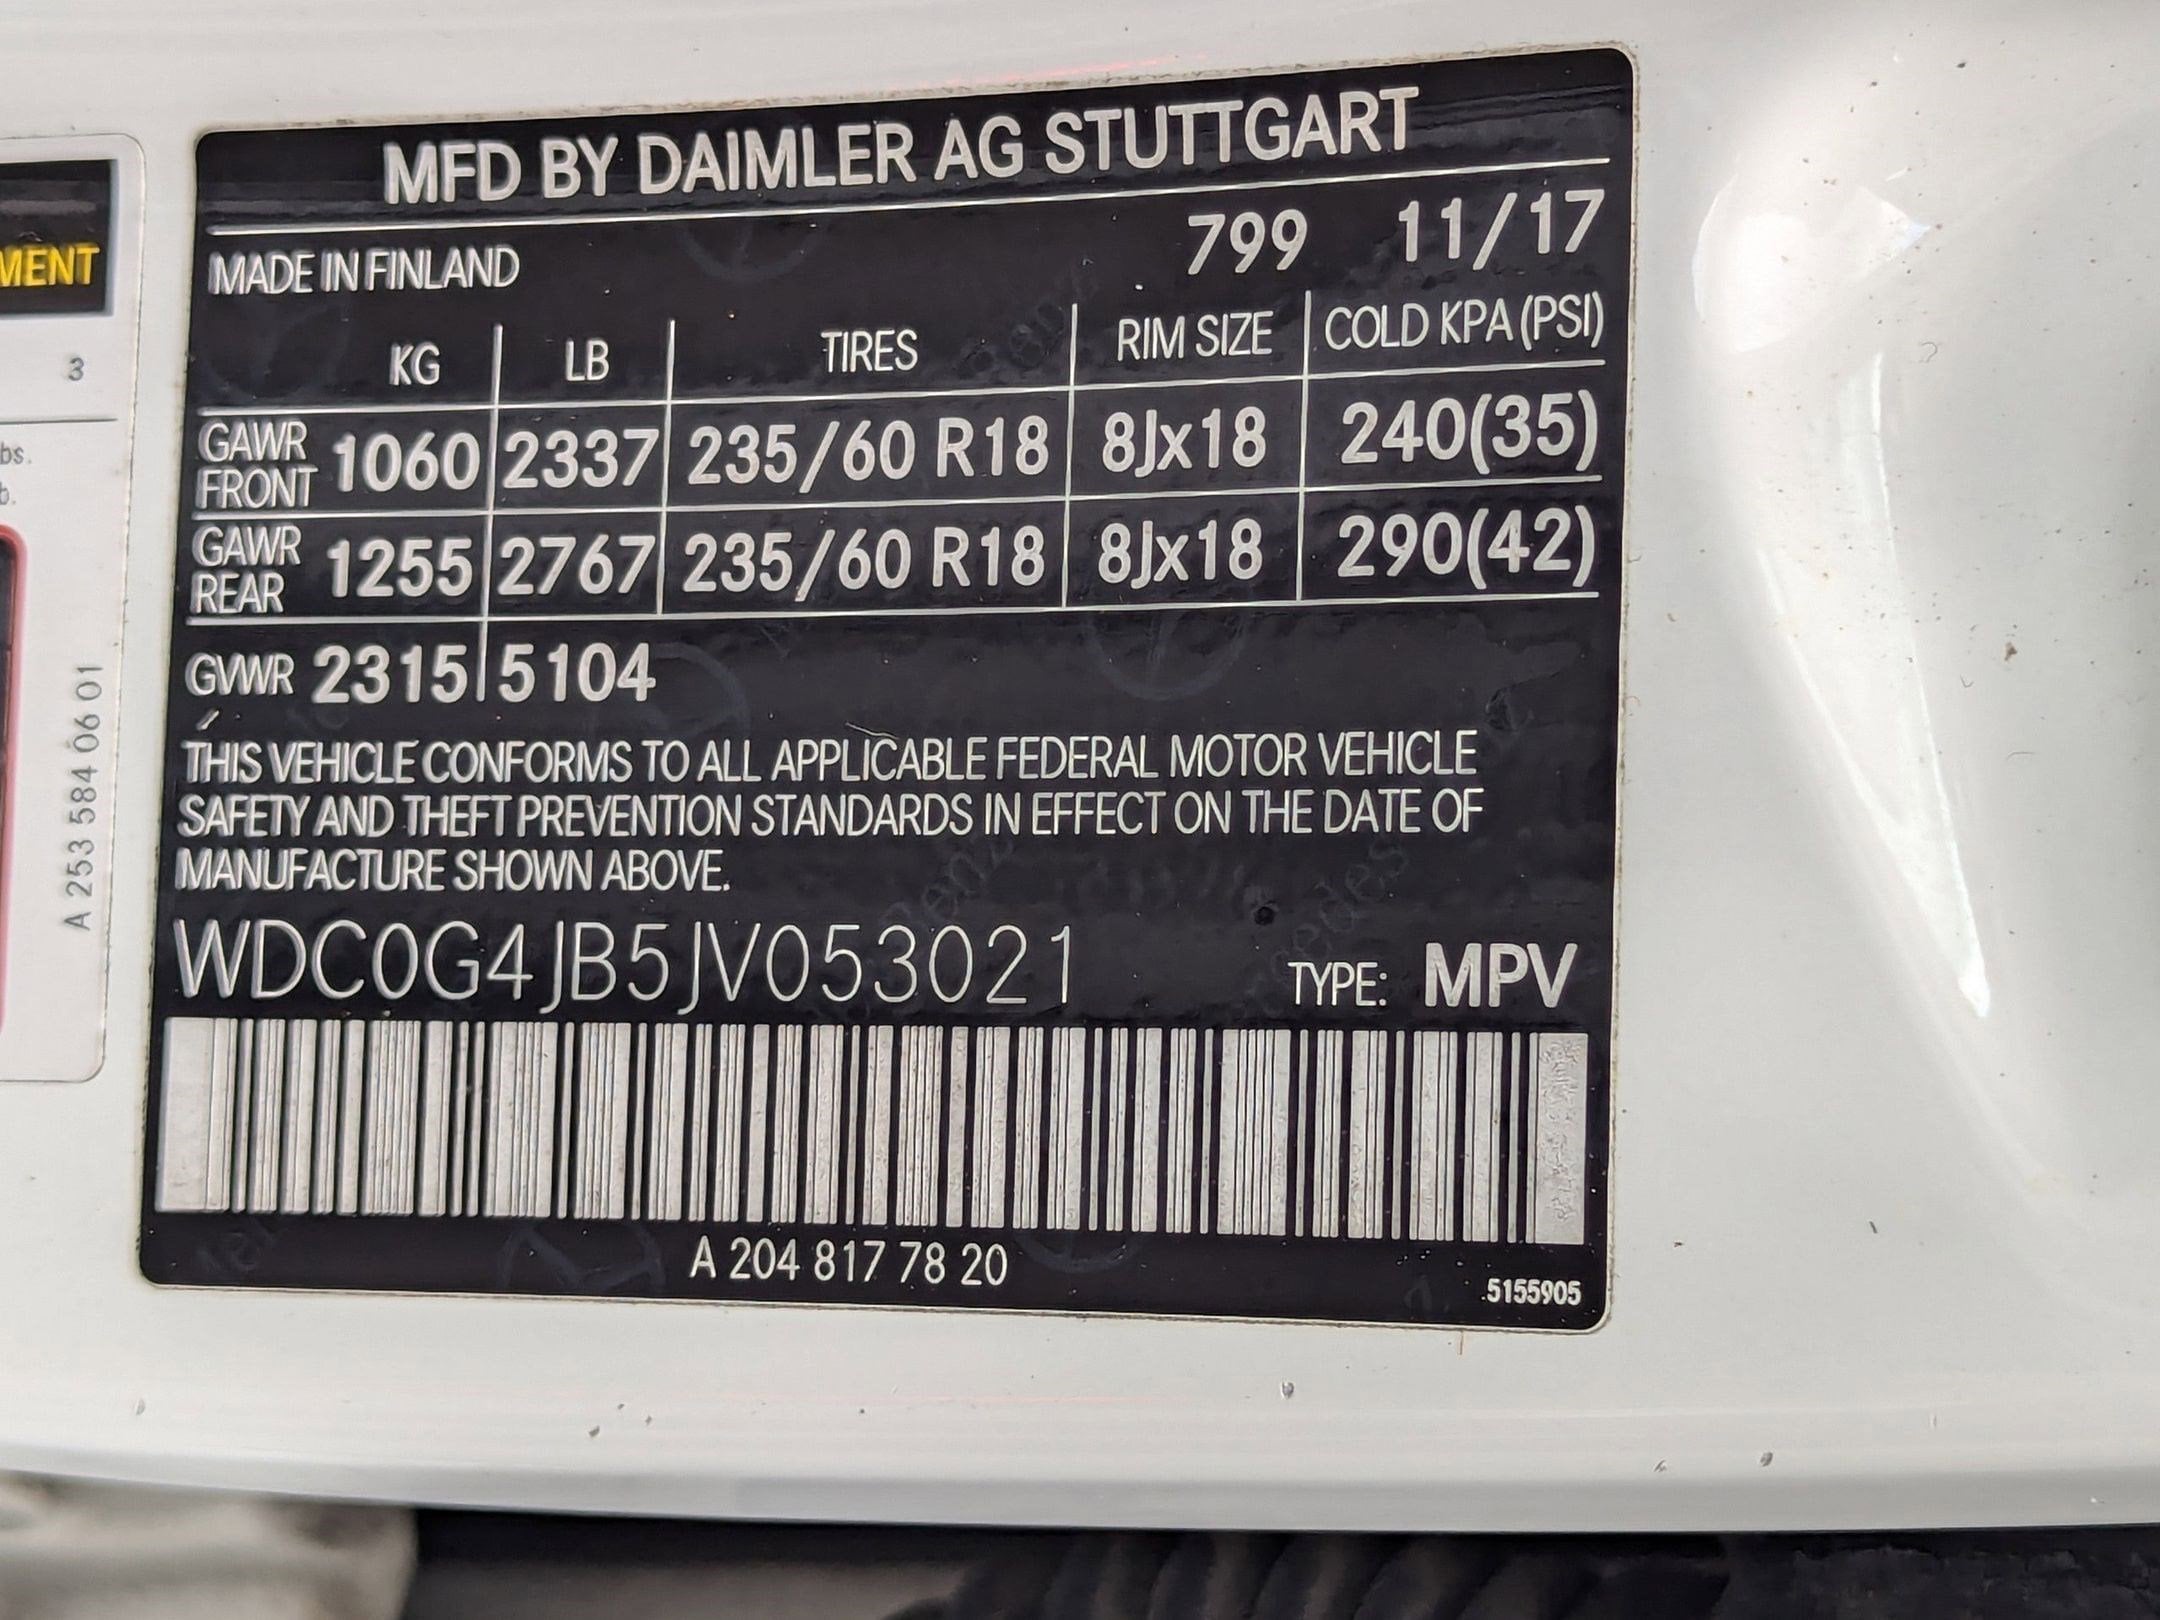 MENT
3
bs.
b.
A 253 584 06 01
MFD BY DAIMLER AG STUTTGART
MADE IN FINLAND 799 11/17
KG LB TIRES RIM SIZE COLD KPA (PSI)
GAWR FRONT 1060 2337 235/60 R18 8Jx18 240(35)
GAWR REAR 1255 2767 235/60 R18 8Jx18 290(42)
GVWR 2315 5104
THIS VEHICLE CONFORMS TO ALL APPLICABLE FEDERAL MOTOR VEHICLE
SAFETY AND THEFT PREVENTION STANDARDS IN EFFECT ON THE DATE OF
MANUFACTURE SHOWN ABOVE.
WDC0G4JB5JV053021 TYPE: MPV
A 204 817 78 20
5155905